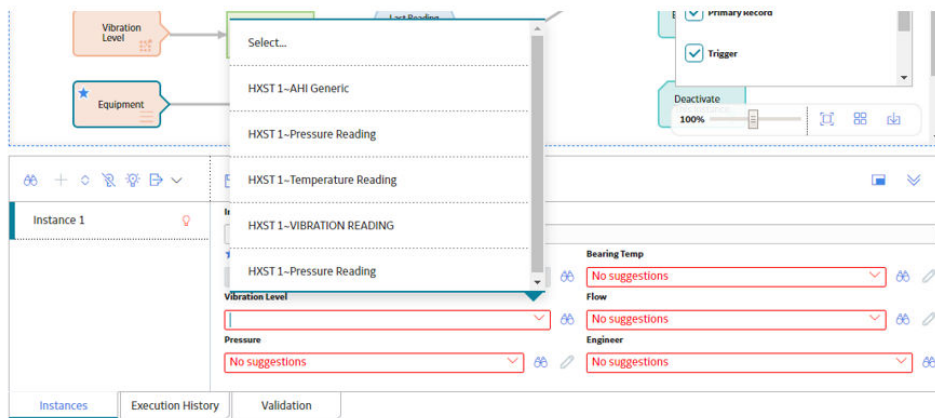 Last Reading
Vibration
Level
Select...
Primary Record
HXST 1~AHI Generic
Trigger
Equipment
HXST 1~Pressure Reading
Deactivate
100%
HXST 1~Temperature Reading
Instance 1
HXST 1~VIBRATION READING
Bearing Temp
HXST 1~Pressure Reading
No suggestions
Vibration Level
Flow
No suggestions
Pressure
Engineer
No suggestions
No suggestions
Instances
Execution History
Validation